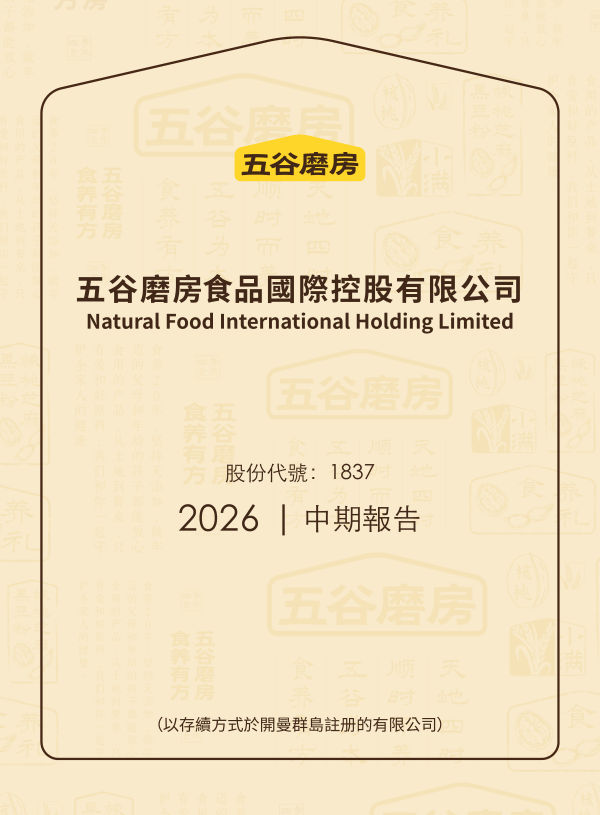 五谷磨房
五谷磨房食品國際控股有限公司
Natural Food International Holding Limited
股份代號：1837
2026 | 中期報告
（以存續方式於開曼群島註册的有限公司）